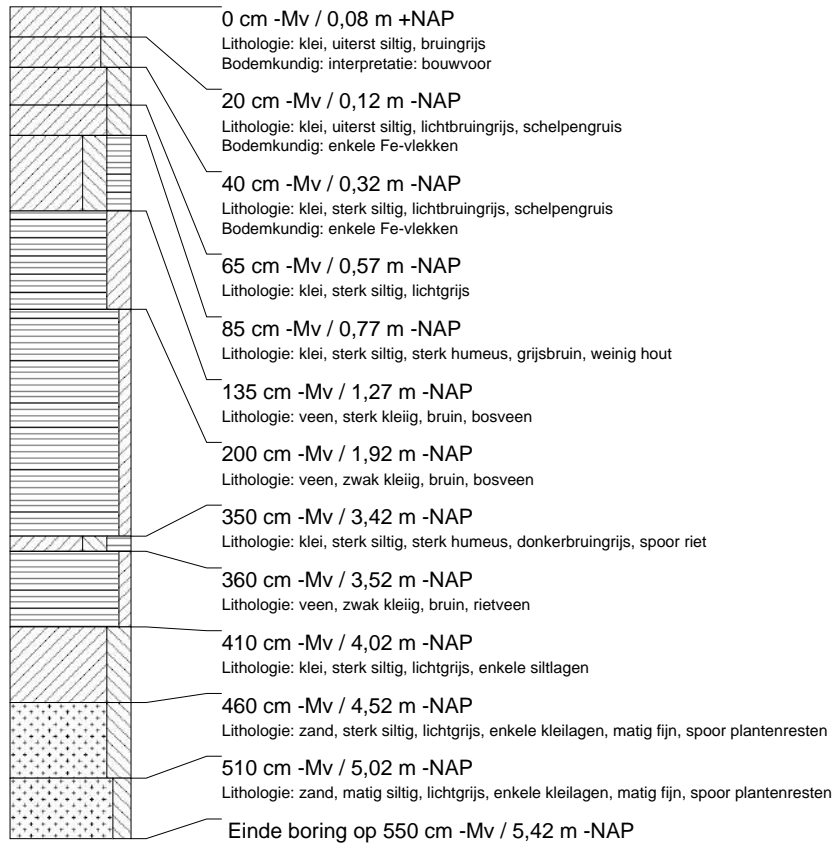 0 cm -Mv / 0,08 m +NAP
Lithologie: klei, uiterst siltig, bruingrijs
Bodemkundig: interpretatie: bouwvoor
20 cm -Mv / 0,12 m -NAP
Lithologie: klei, uiterst siltig, lichtbruingrijs, schelpengruis
Bodemkundig: enkele Fe-vlekken
40 cm -Mv / 0,32 m -NAP
Lithologie: klei, sterk siltig, lichtbruingrijs, schelpengruis
Bodemkundig: enkele Fe-vlekken
65 cm -Mv / 0,57 m -NAP
Lithologie: klei, sterk siltig, lichtgrijs
85 cm -Mv / 0,77 m -NAP
Lithologie: klei, sterk siltig, sterk humeus, grijsbruin, weinig hout
135 cm -Mv / 1,27 m -NAP
Lithologie: veen, sterk kleiig, bruin, bosveen
200 cm -Mv / 1,92 m -NAP
Lithologie: veen, zwak kleiig, bruin, bosveen
350 cm -Mv / 3,42 m -NAP
Lithologie: klei, sterk siltig, sterk humeus, donkerbruingrijs, spoor riet
360 cm -Mv / 3,52 m -NAP
Lithologie: veen, zwak kleiig, bruin, rietveen
410 cm -Mv / 4,02 m -NAP
Lithologie: klei, sterk siltig, lichtgrijs, enkele siltlagen
460 cm -Mv / 4,52 m -NAP
Lithologie: zand, sterk siltig, lichtgrijs, enkele kleilagen, matig fijn, spoor plantenresten
510 cm -Mv / 5,02 m -NAP
Lithologie: zand, matig siltig, lichtgrijs, enkele kleilagen, matig fijn, spoor plantenresten
Einde boring op 550 cm -Mv / 5,42 m -NAP